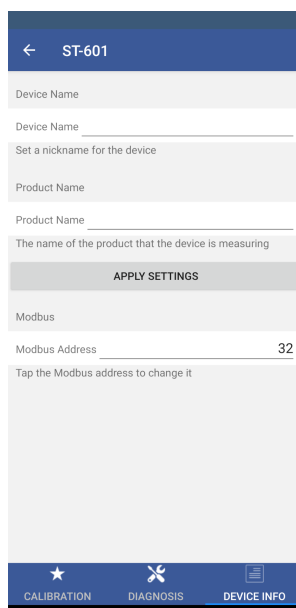 ST-601
Device Name
Device Name
Set a nickname for the device
Product Name
Product Name
The name of the product that the device is measuring
APPLY SETTINGS
Modbus
Modbus Address 32
Tap the Modbus address to change it
CALIBRATION DIAGNOSIS DEVICE INFO